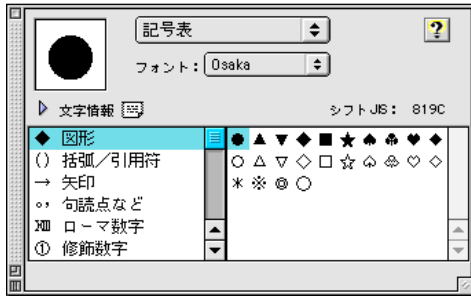 記号表
?
フォント： Osaka
文字情報
シフトJIS： 819C
◆ 図形
() 括弧／引用符
→ 矢印
∘, 句読点など
XIII ローマ数字
① 修飾数字
● ▲ ▼ ◆ ■ ★ ♠ ♣ ♥ ♦
○ △ ▽ ◇ □ ☆ ♤ ♧ ♡ ♢
＊ ※ ◎ ◯